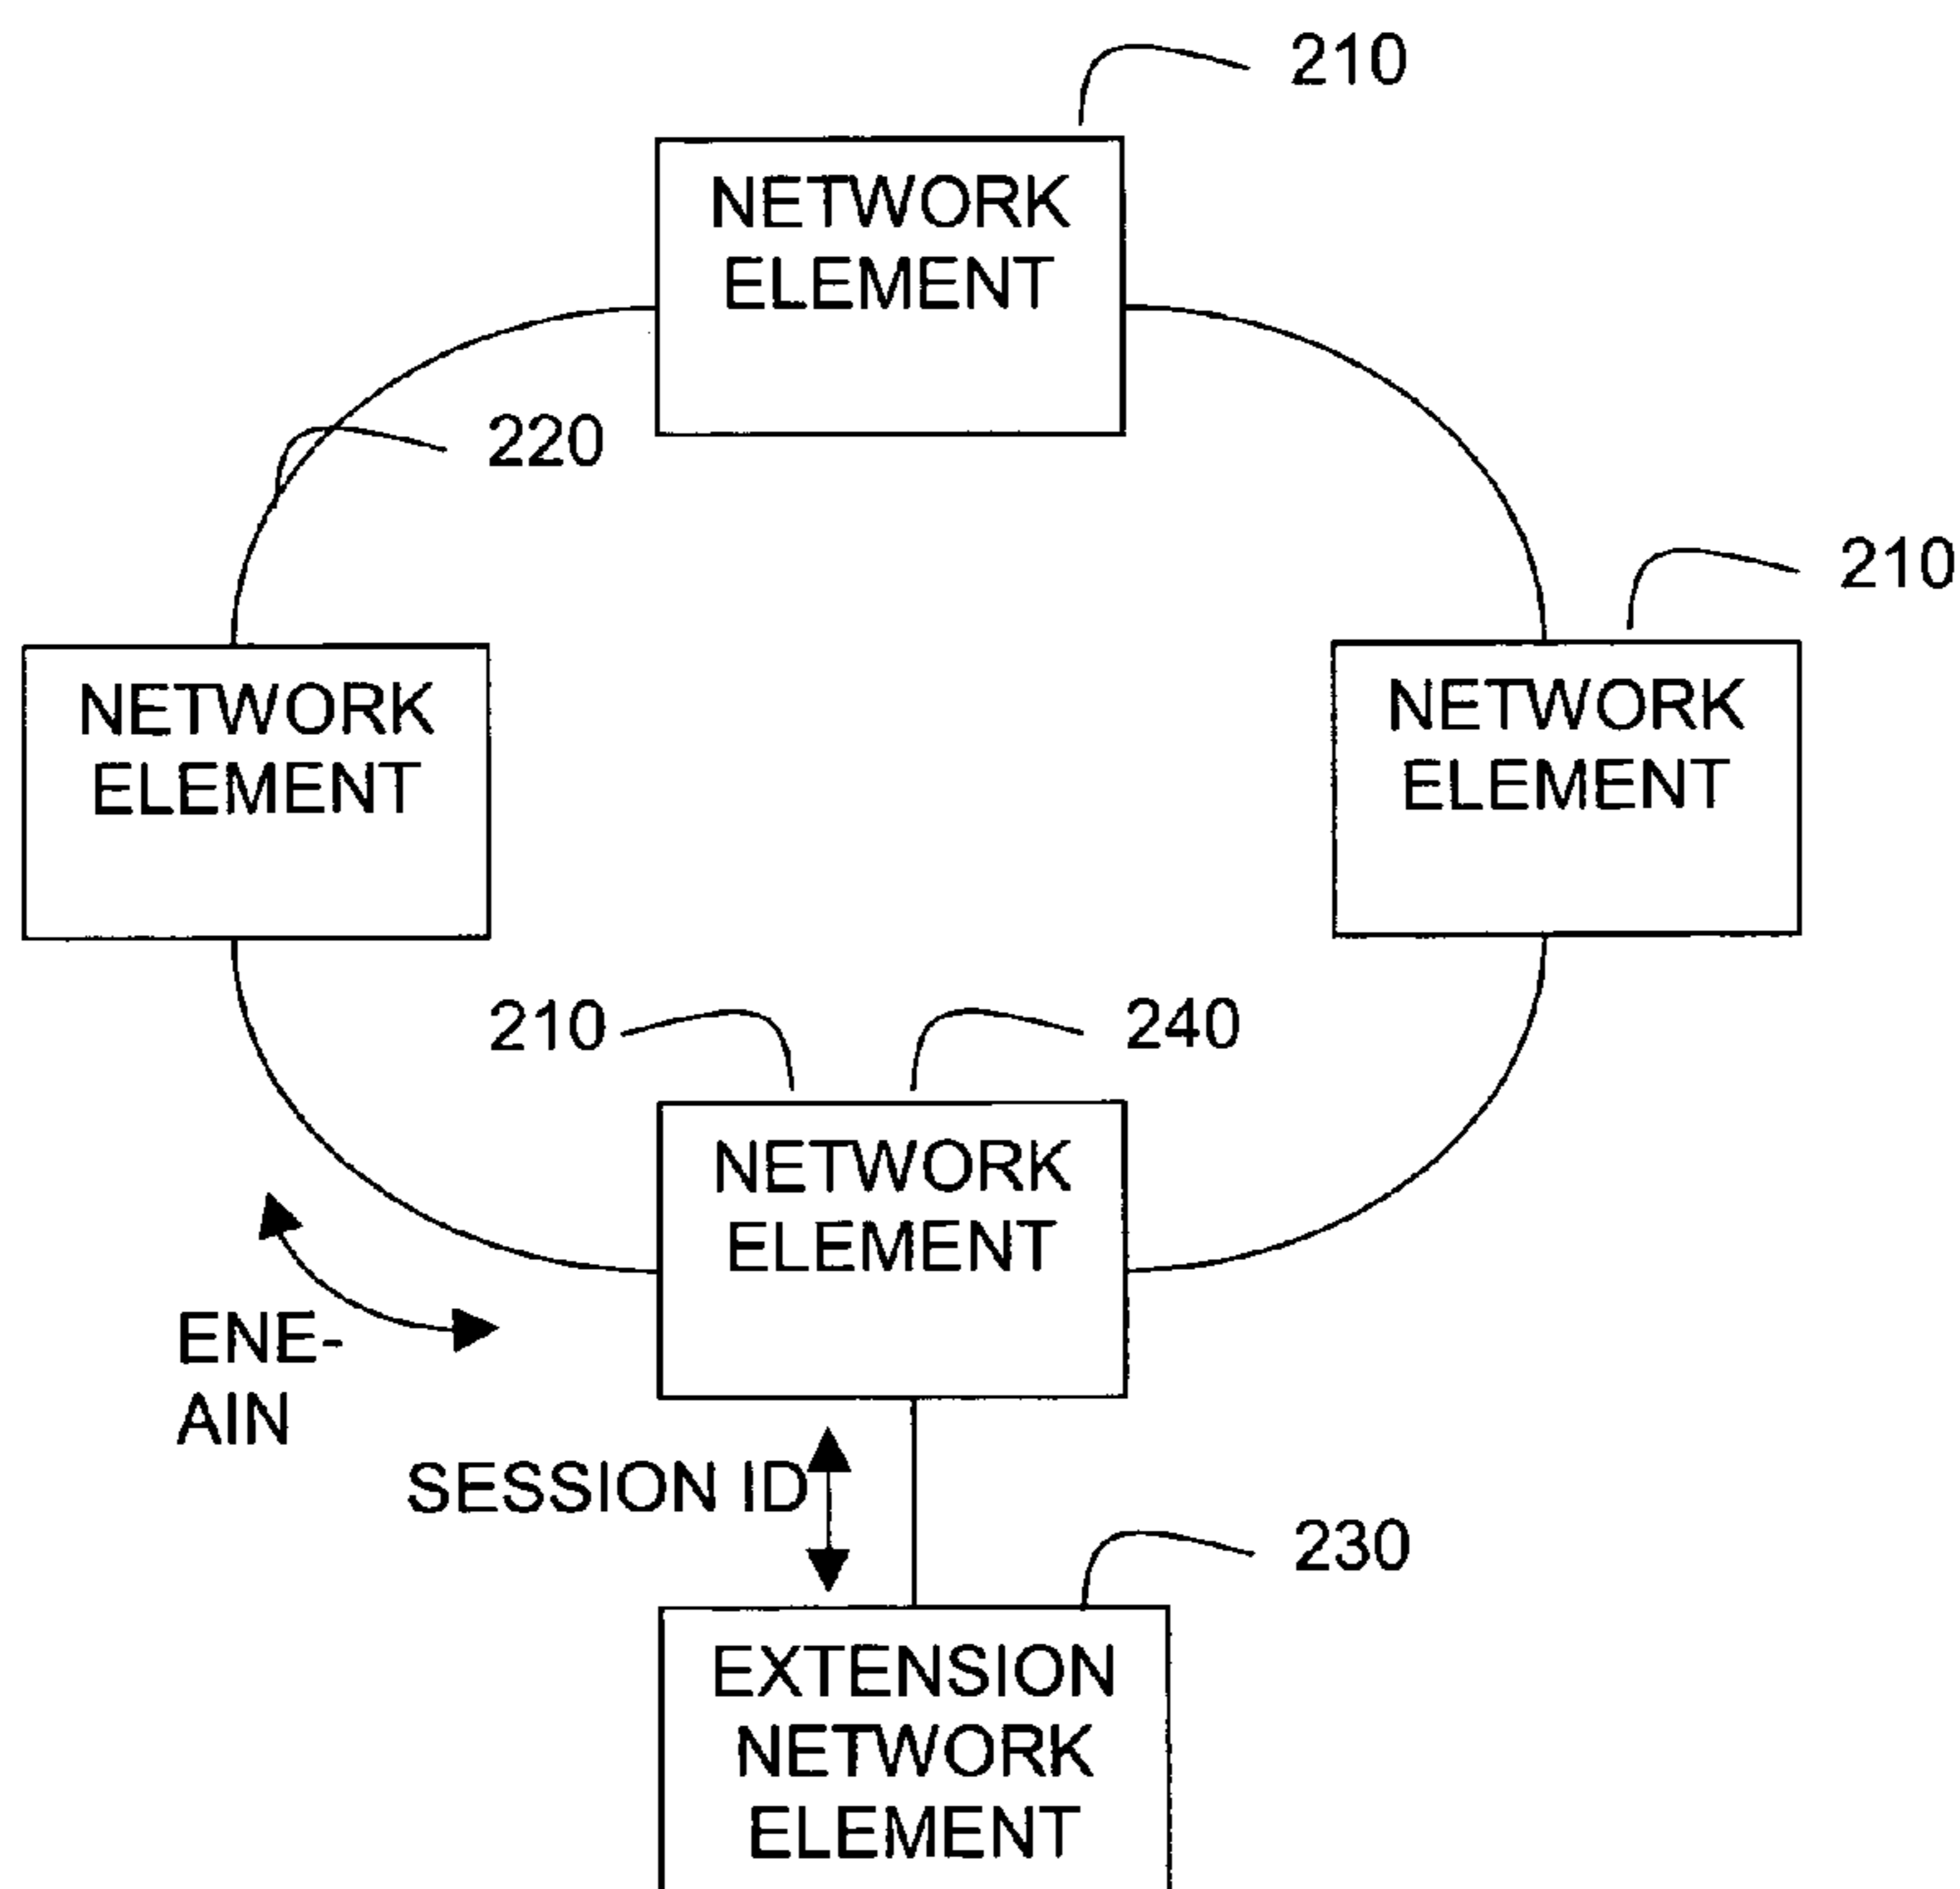 210
NETWORK
ELEMENT
220
210
NETWORK
ELEMENT
NETWORK
ELEMENT
210
240
NETWORK
ELEMENT
ENE-
AIN
SESSION ID
230
EXTENSION
NETWORK
ELEMENT